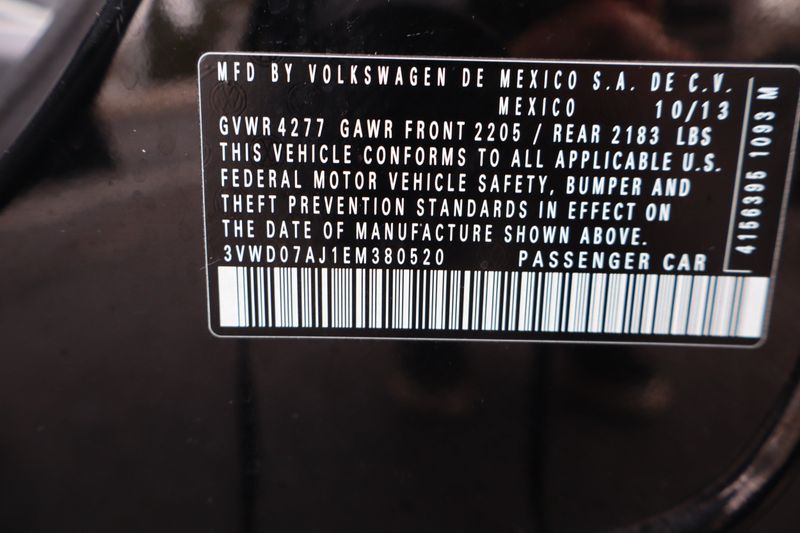 MFD BY VOLKSWAGEN DE MEXICO S.A. DE C.V.
MEXICO 10/13
GVWR 4277 GAWR FRONT 2205 / REAR 2183 LBS
THIS VEHICLE CONFORMS TO ALL APPLICABLE U.S.
FEDERAL MOTOR VEHICLE SAFETY, BUMPER AND
THEFT PREVENTION STANDARDS IN EFFECT ON
THE DATE OF MANUFACTURE SHOWN ABOVE.
3VWD07AJ1EM380520 PASSENGER CAR
4156395 1093 M